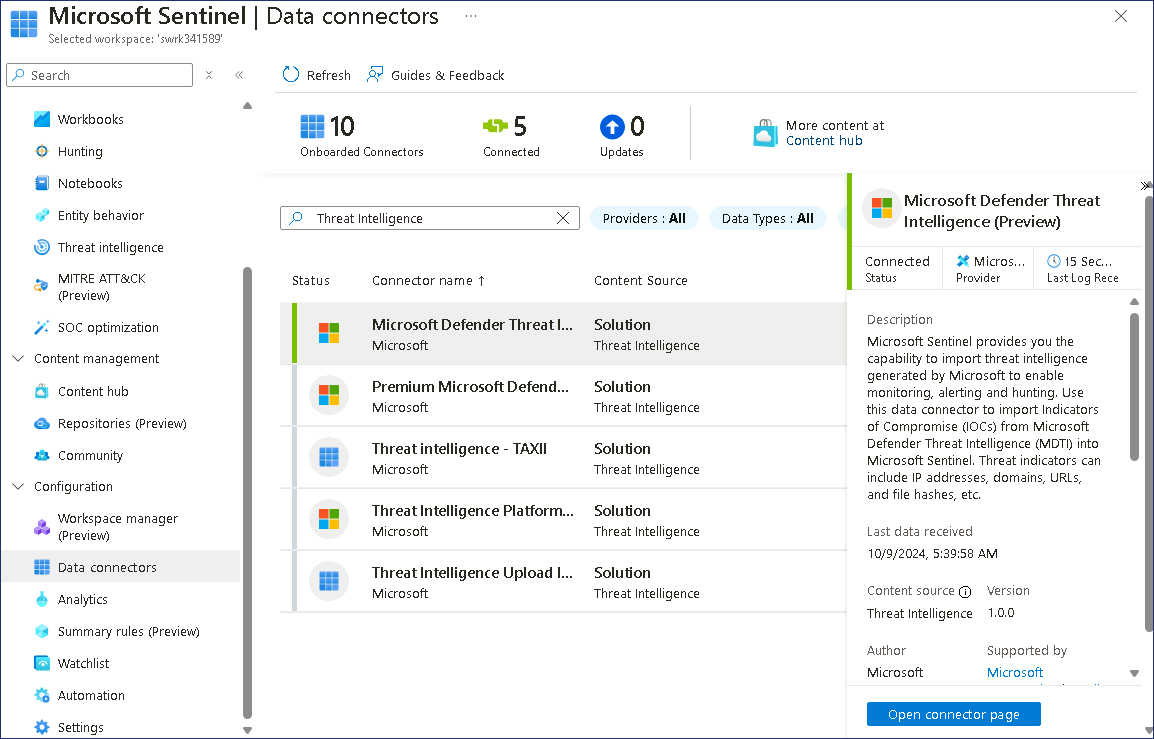 Microsoft Sentinel | Data connectors ...
Selected workspace: 'swrk341589'
Search
Workbooks
Hunting
Notebooks
Entity behavior
Threat intelligence
MITRE ATT&CK
(Preview)
SOC optimization
Content management
Content hub
Repositories (Preview)
Community
Configuration
Workspace manager
(Preview)
Data connectors
Analytics
Summary rules (Preview)
Watchlist
Automation
Settings
Refresh
Guides & Feedback
10
Onboarded Connectors
5
Connected
0
Updates
More content at
Content hub
Threat Intelligence
Providers : All
Data Types : All
Status
Connector name ↑
Content Source
Microsoft Defender Threat I...
Microsoft
Solution
Threat Intelligence
Premium Microsoft Defend...
Microsoft
Solution
Threat Intelligence
Threat intelligence - TAXII
Microsoft
Solution
Threat Intelligence
Threat Intelligence Platform...
Microsoft
Solution
Threat Intelligence
Threat Intelligence Upload I...
Microsoft
Solution
Threat Intelligence
Microsoft Defender Threat
Intelligence (Preview)
Connected
Status
Micros...
Provider
15 Sec...
Last Log Rece
Description
Microsoft Sentinel provides you the
capability to import threat intelligence
generated by Microsoft to enable
monitoring, alerting and hunting. Use
this data connector to import Indicators
of Compromise (IOCs) from Microsoft
Defender Threat Intelligence (MDTI) into
Microsoft Sentinel. Threat indicators can
include IP addresses, domains, URLs,
and file hashes, etc.
Last data received
10/9/2024, 5:39:58 AM
Content source
Version
Threat Intelligence
1.0.0
Author
Supported by
Microsoft
Microsoft
Open connector page